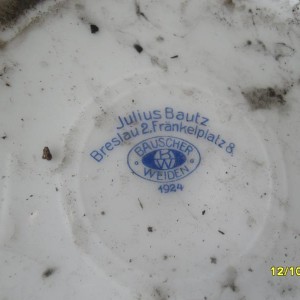 Julius Bautz
Breslau 2. Fränkelplatz 8.
BAUSCHER
WEIDEN
1924
12/10